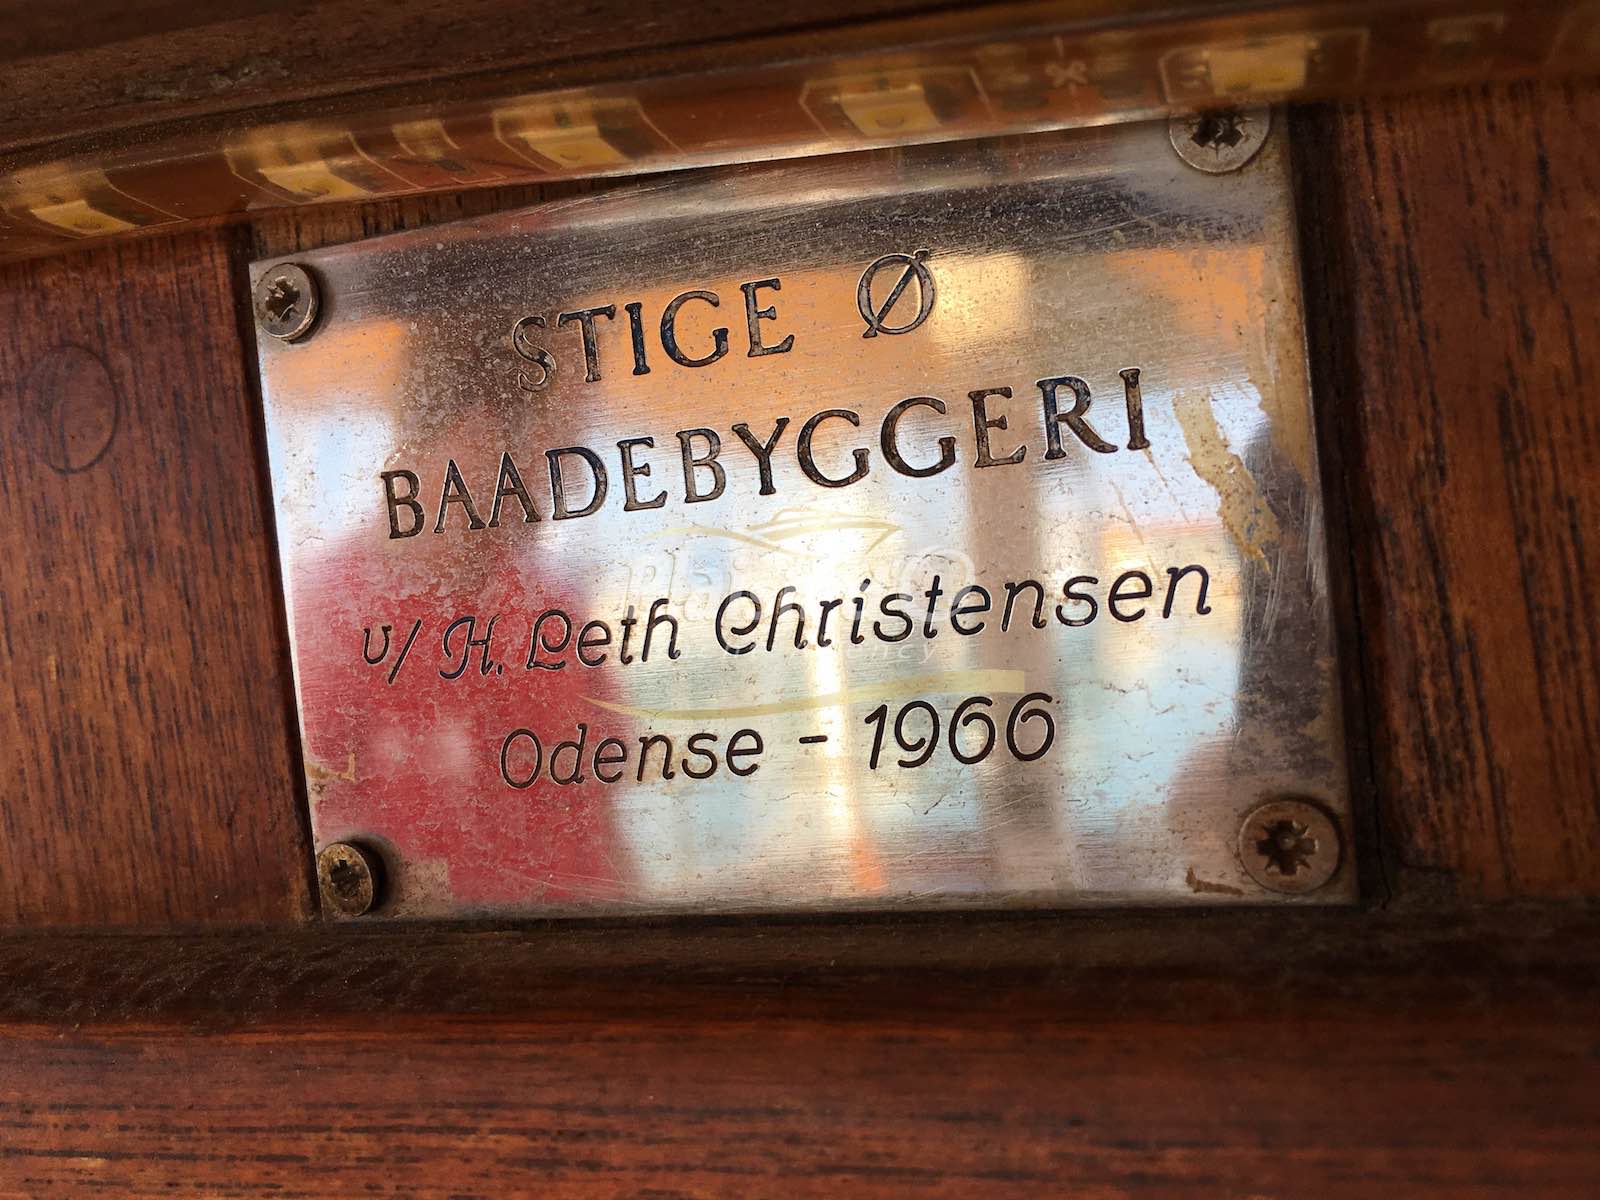 STIGE Ø
BAADEBYGGERI
v/ H. Leth Christensen
Odense - 1966